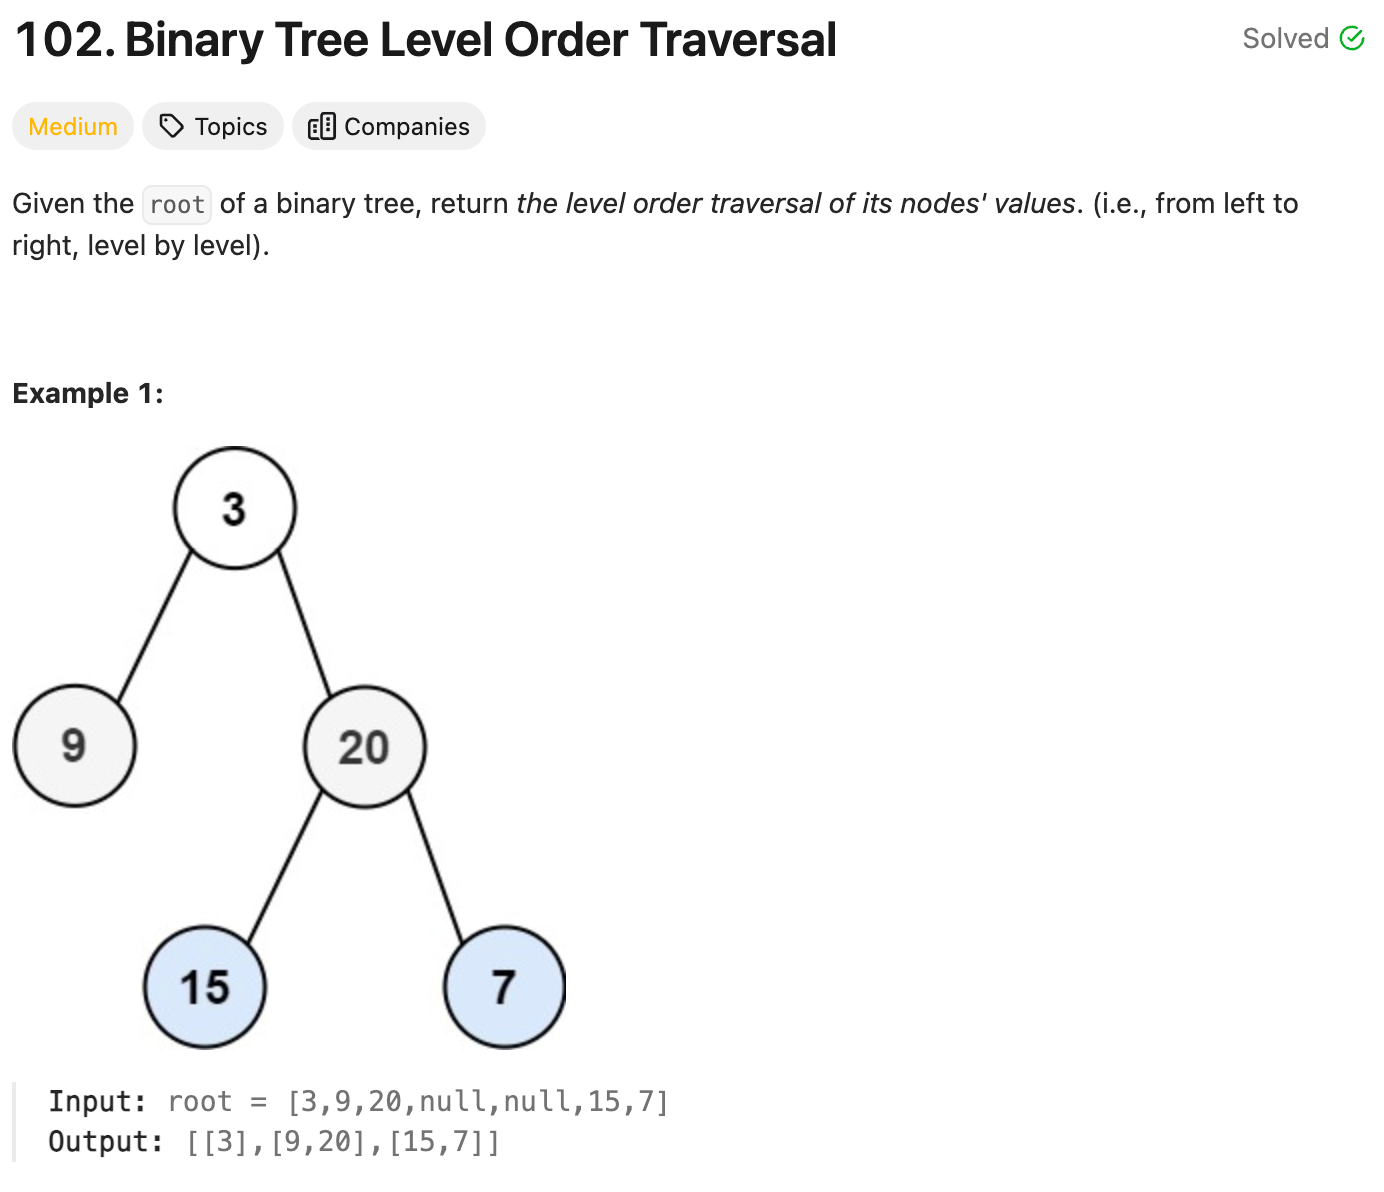 102. Binary Tree Level Order Traversal
Solved
Medium
Topics
Companies
Given the root of a binary tree, return the level order traversal of its nodes' values. (i.e., from left to
right, level by level).
Example 1:
3
9
20
15
7
Input: root = [3,9,20,null,null,15,7]
Output: [[3],[9,20],[15,7]]